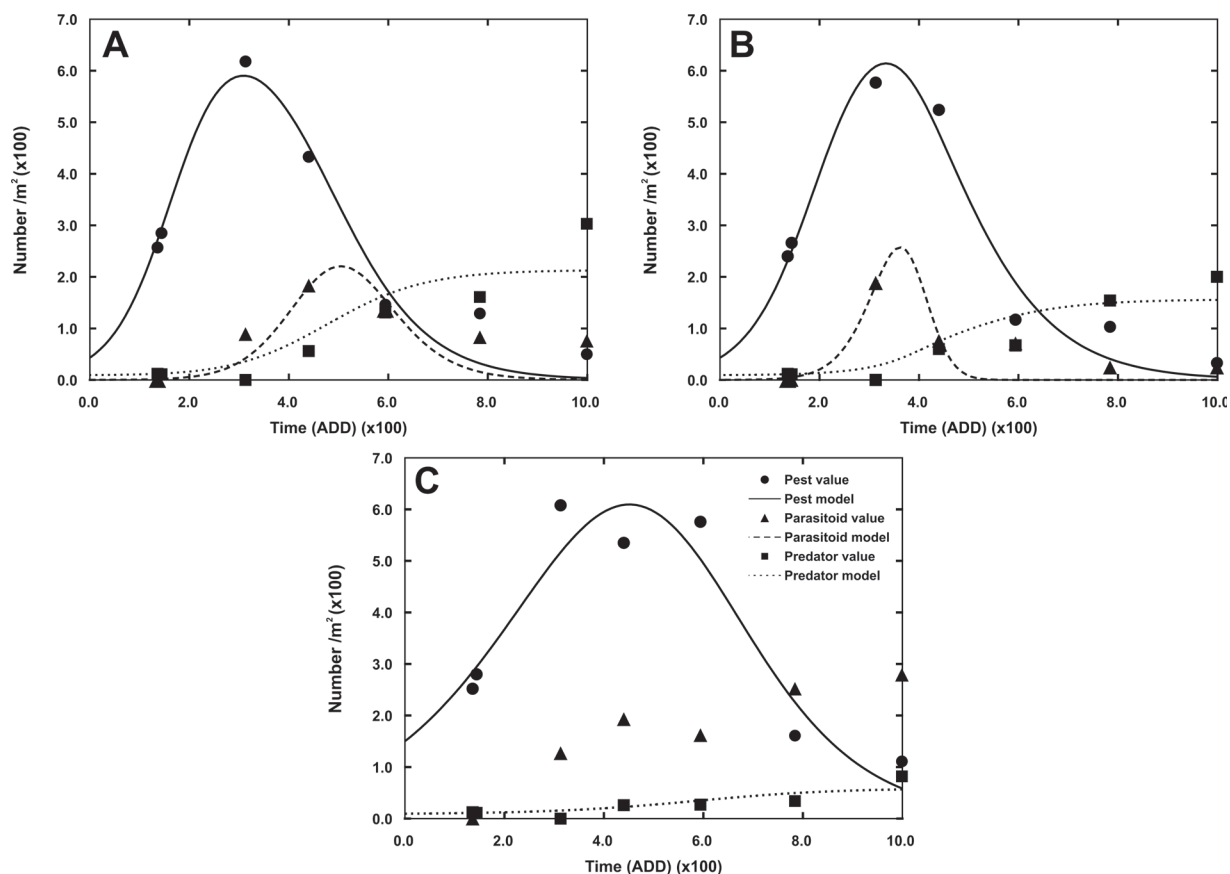 A
Number /m² (x100)
7.0
6.0
5.0
4.0
3.0
2.0
1.0
0.0
0.0 2.0 4.0 6.0 8.0 10.0
Time (ADD) (x100)
B
Number /m² (x100)
7.0
6.0
5.0
4.0
3.0
2.0
1.0
0.0
0.0 2.0 4.0 6.0 8.0 10.0
Time (ADD) (x100)
C
Number /m² (x100)
7.0
6.0
5.0
4.0
3.0
2.0
1.0
0.0
0.0 2.0 4.0 6.0 8.0 10.0
Time (ADD) (x100)
Pest value
Pest model
Parasitoid value
Parasitoid model
Predator value
Predator model